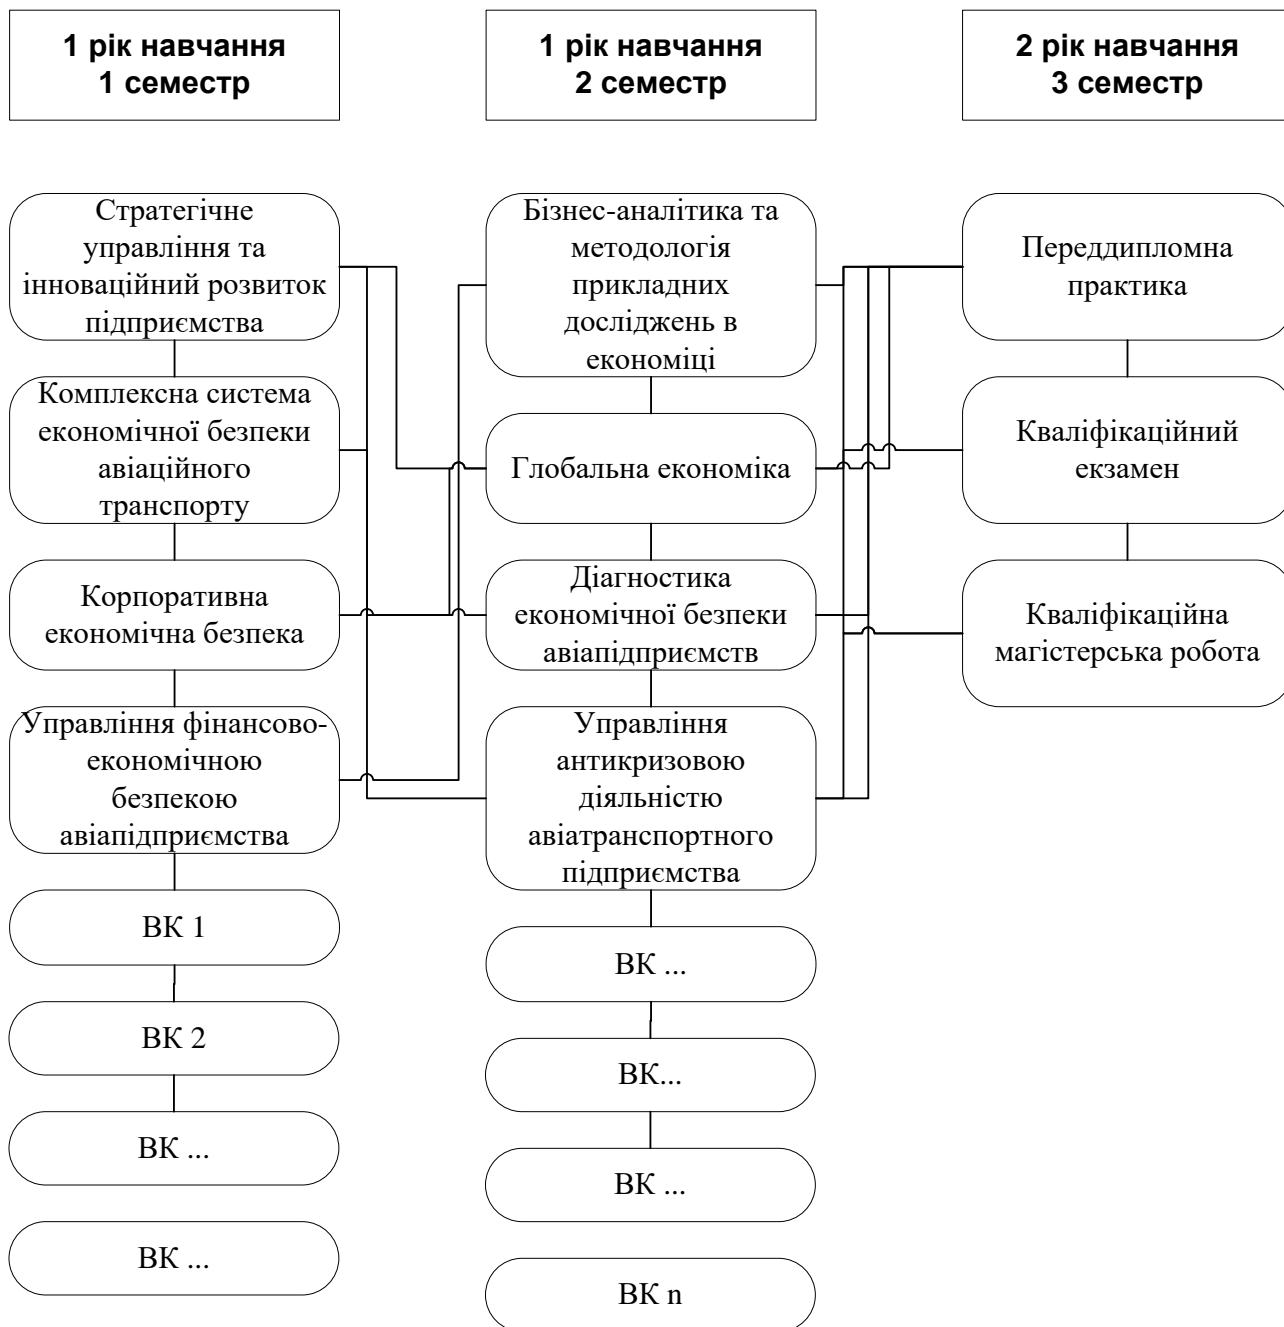 1 рік навчання
1 семестр
1 рік навчання
2 семестр
2 рік навчання
3 семестр
Стратегічне
управління та
інноваційний розвиток
підприємства
Комплексна система
економічної безпеки
авіаційного
транспорту
Корпоративна
економічна безпека
Управління фінансово-
економічною
безпекою
авіапідприємства
ВК 1
ВК 2
ВК ...
ВК ...
Бізнес-аналітика та
методологія
прикладних
досліджень в
економіці
Глобальна економіка
Діагностика
економічної безпеки
авіапідприємств
Управління
антикризовою
діяльністю
авіатранспортного
підприємства
ВК ...
ВК...
ВК ...
ВК n
Переддипломна
практика
Кваліфікаційний
екзамен
Кваліфікаційна
магістерська робота